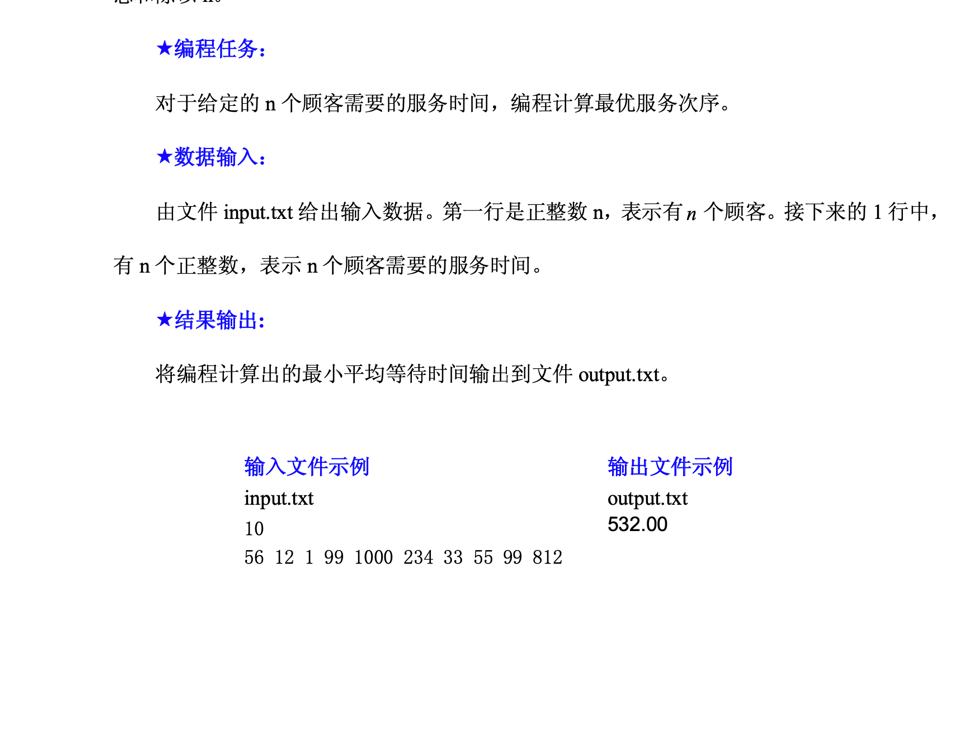 ★编程任务：
对于给定的 n 个顾客需要的服务时间，编程计算最优服务次序。
★数据输入：
由文件 input.txt 给出输入数据。第一行是正整数 n，表示有 n 个顾客。接下来的 1 行中，
有 n 个正整数，表示 n 个顾客需要的服务时间。
★结果输出:
将编程计算出的最小平均等待时间输出到文件 output.txt。
输入文件示例 输出文件示例
input.txt output.txt
10 532.00
56 12 1 99 1000 234 33 55 99 812